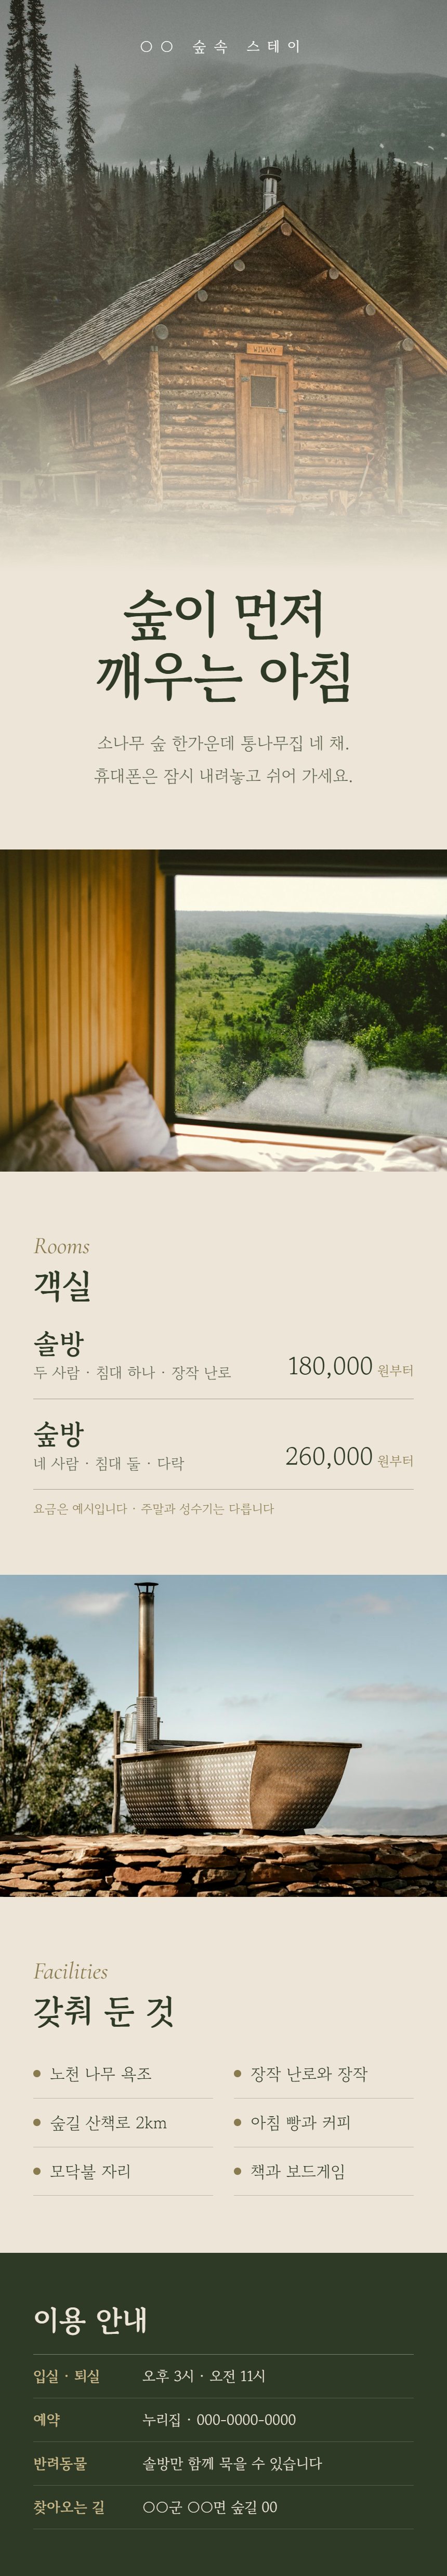 ○○ 숲속 스테이
WIWAXY
숲이 먼저
깨우는 아침
소나무 숲 한가운데 통나무집 네 채.
휴대폰은 잠시 내려놓고 쉬어 가세요.
Rooms
객실
솔방
두 사람 · 침대 하나 · 장작 난로
180,000 원부터
숲방
네 사람 · 침대 둘 · 다락
260,000 원부터
요금은 예시입니다 · 주말과 성수기는 다릅니다
Facilities
갖춰 둔 것
노천 나무 욕조
장작 난로와 장작
숲길 산책로 2km
아침 빵과 커피
모닥불 자리
책과 보드게임
이용 안내
입실 · 퇴실 오후 3시 · 오전 11시
예약 누리집 · 000-0000-0000
반려동물 솔방만 함께 묵을 수 있습니다
찾아오는 길 ○○군 ○○면 숲길 00